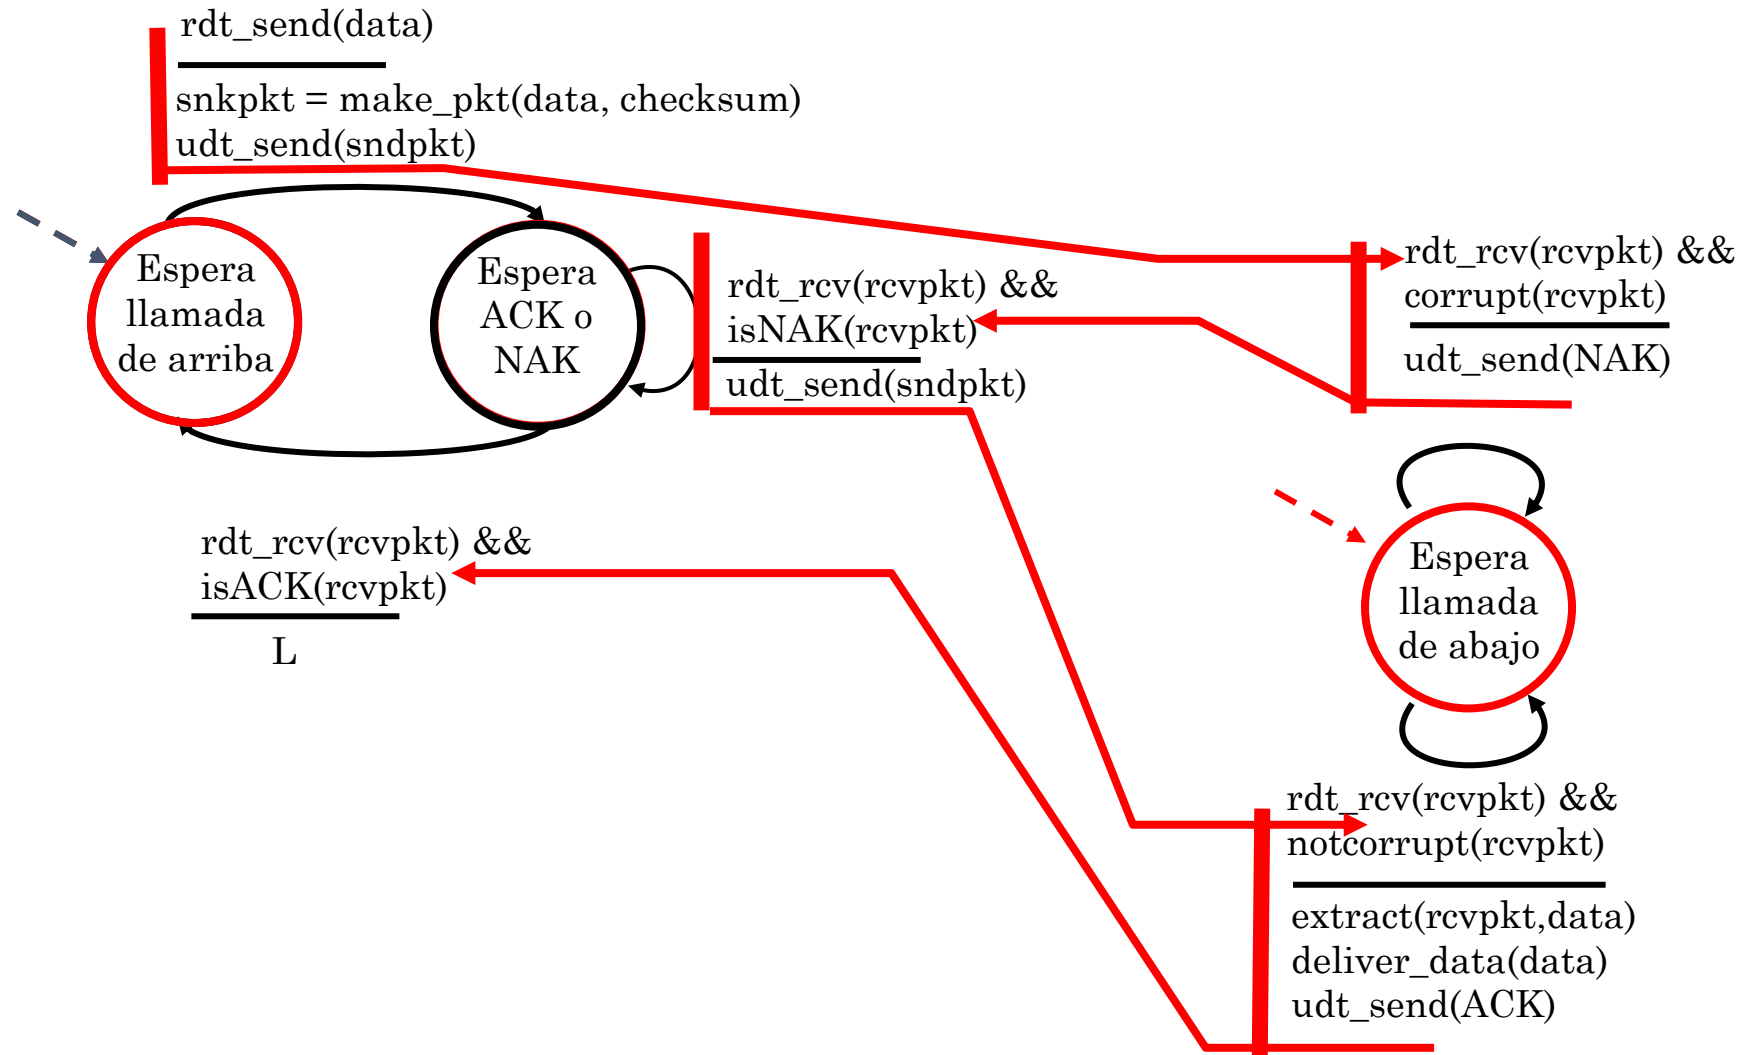 rdt_send(data)
snkpkt = make_pkt(data, checksum)
udt_send(sndpkt)
Espera
llamada
de arriba
Espera
ACK o
NAK
rdt_rcv(rcvpkt) &&
isNAK(rcvpkt)
udt_send(sndpkt)
rdt_rcv(rcvpkt) &&
corrupt(rcvpkt)
udt_send(NAK)
rdt_rcv(rcvpkt) &&
isACK(rcvpkt)
L
Espera
llamada
de abajo
rdt_rcv(rcvpkt) &&
notcorrupt(rcvpkt)
extract(rcvpkt,data)
deliver_data(data)
udt_send(ACK)